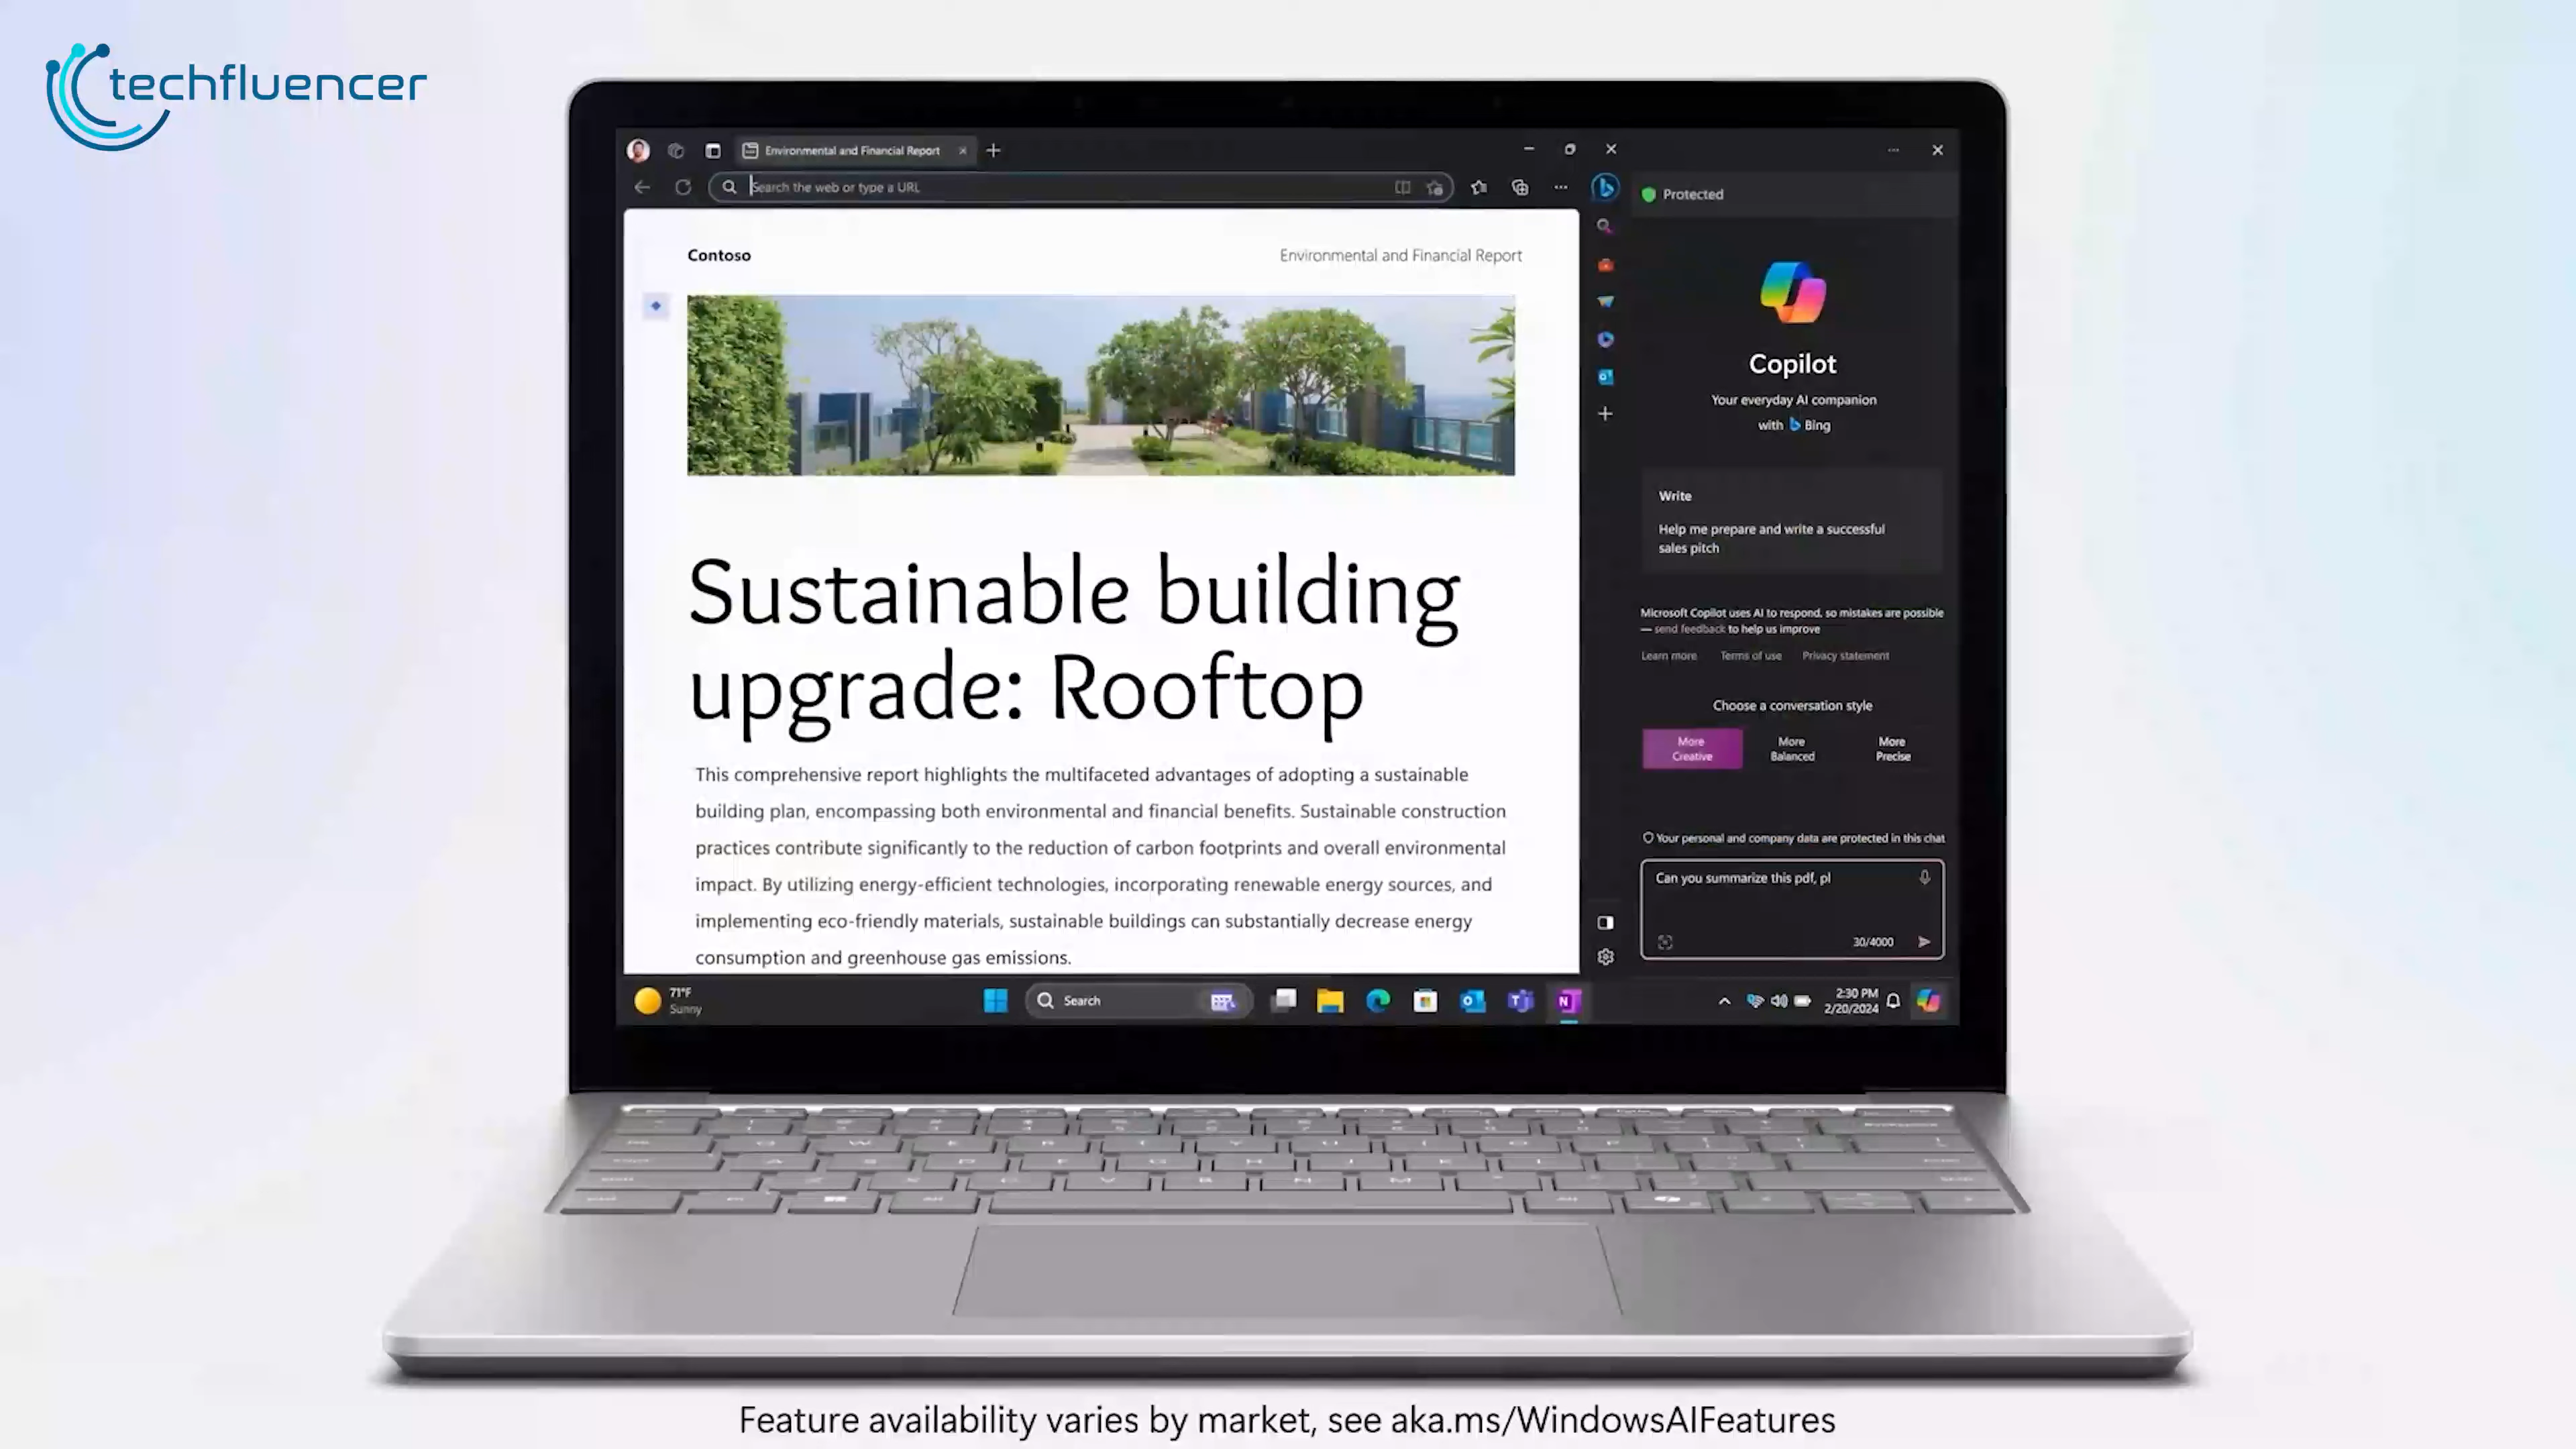 techfluencer
Environmental and Financial Report
Search the web or type a URL
Contoso
Environmental and Financial Report
Sustainable building
upgrade: Rooftop
This comprehensive report highlights the multifaceted advantages of adopting a sustainable
building plan, encompassing both environmental and financial benefits. Sustainable construction
practices contribute significantly to the reduction of carbon footprints and overall environmental
impact. By utilizing energy-efficient technologies, incorporating renewable energy sources, and
implementing eco-friendly materials, sustainable buildings can substantially decrease energy
consumption and greenhouse gas emissions.
Protected
Copilot
Your everyday AI companion
with Bing
Write
Help me prepare and write a successful
sales pitch
Microsoft Copilot uses AI to respond, so mistakes are possible
— send feedback to help us improve
Learn more Terms of use Privacy statement
Choose a conversation style
More Creative
More Balanced
More Precise
Your personal and company data are protected in this chat
Can you summarize this pdf, pl
30/4000
71°F
Sunny
Search
2:30 PM
2/20/2024
Feature availability varies by market, see aka.ms/WindowsAIFeatures